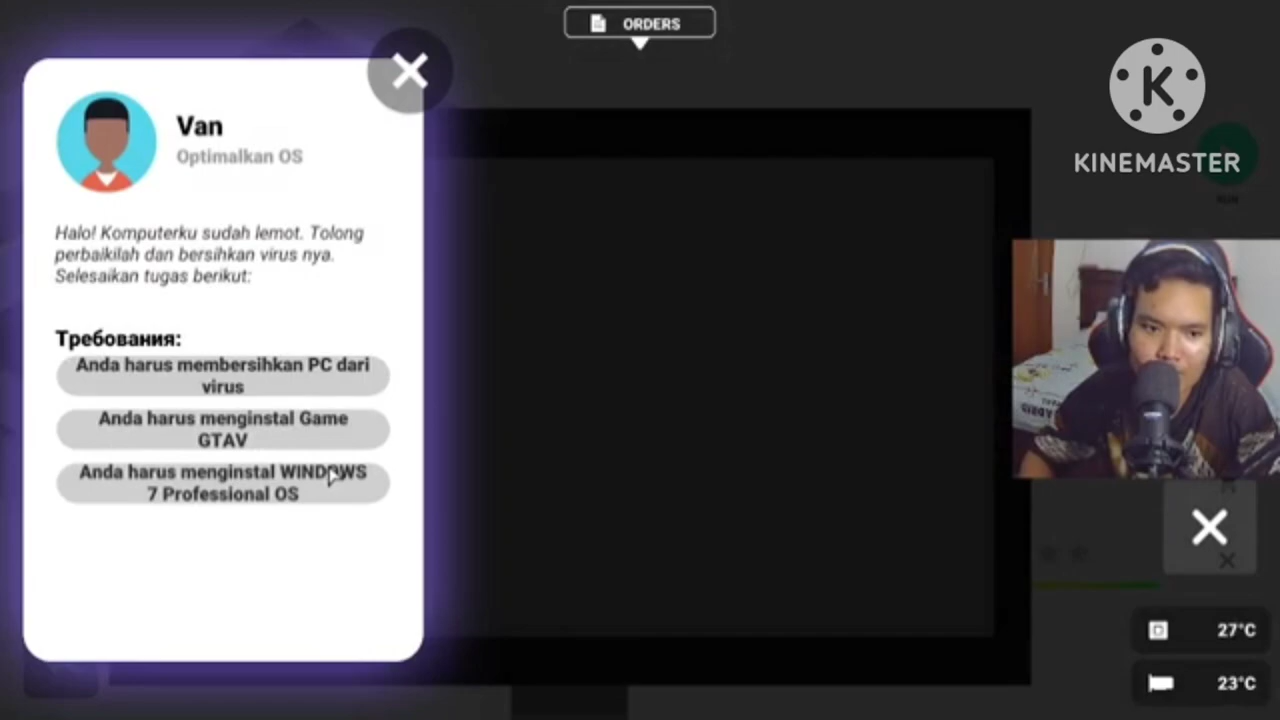 ORDERS
KINEMASTER
Van
Optimalkan OS
Halo! Komputerku sudah lemot. Tolong
perbaikilah dan bersihkan virus nya.
Selesaikan tugas berikut:
Требования:
Anda harus membersihkan PC dari
virus
Anda harus menginstal Game
GTAV
Anda harus menginstal WINDOWS
7 Professional OS
27°C
23°C